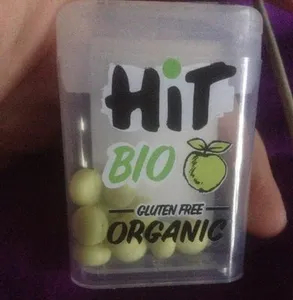 HiT
BIO
GLUTEN FREE
ORGANIC